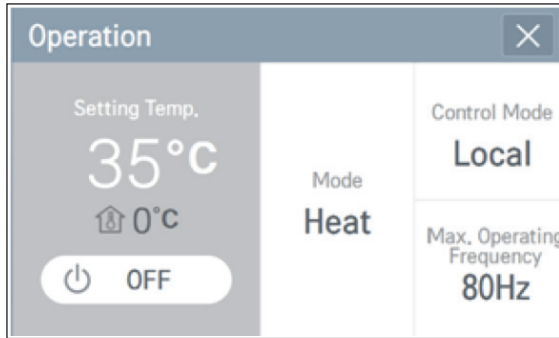 Operation
Setting Temp.
35°C
0°C
OFF
Mode
Heat
Control Mode
Local
Max. Operating
Frequency
80Hz